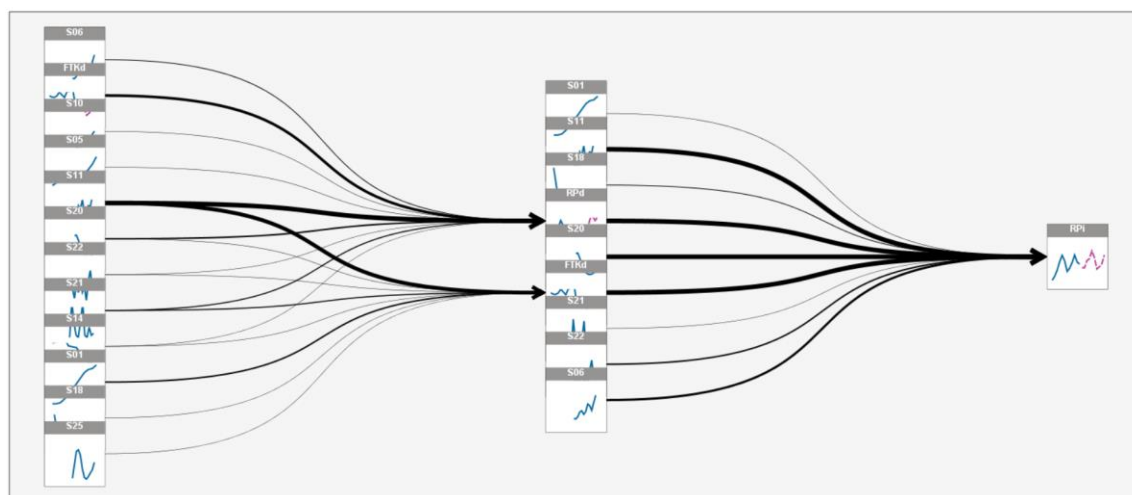 S06
FTKd
S10
S05
S11
S20
S22
S21
S14
S01
S18
S25
S01
S11
S18
RPd
S20
FTKd
S21
S22
S06
RPi